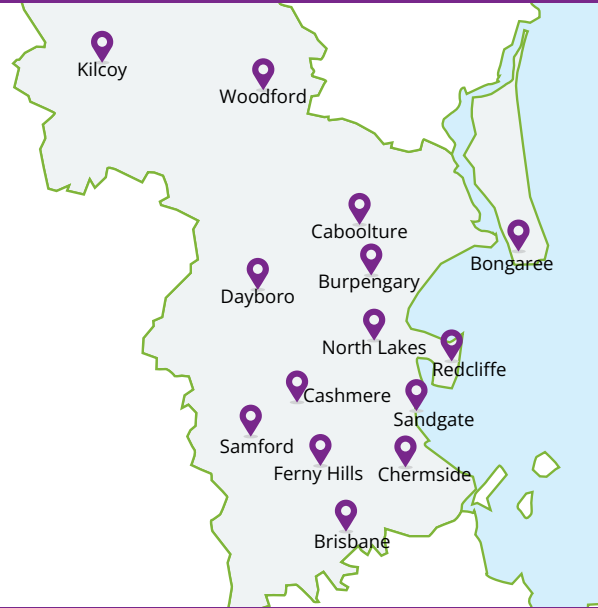 Kilcoy
Woodford
Caboolture
Bongaree
Burpengary
Dayboro
North Lakes
Redcliffe
Cashmere
Sandgate
Samford
Ferny Hills
Chermside
Brisbane